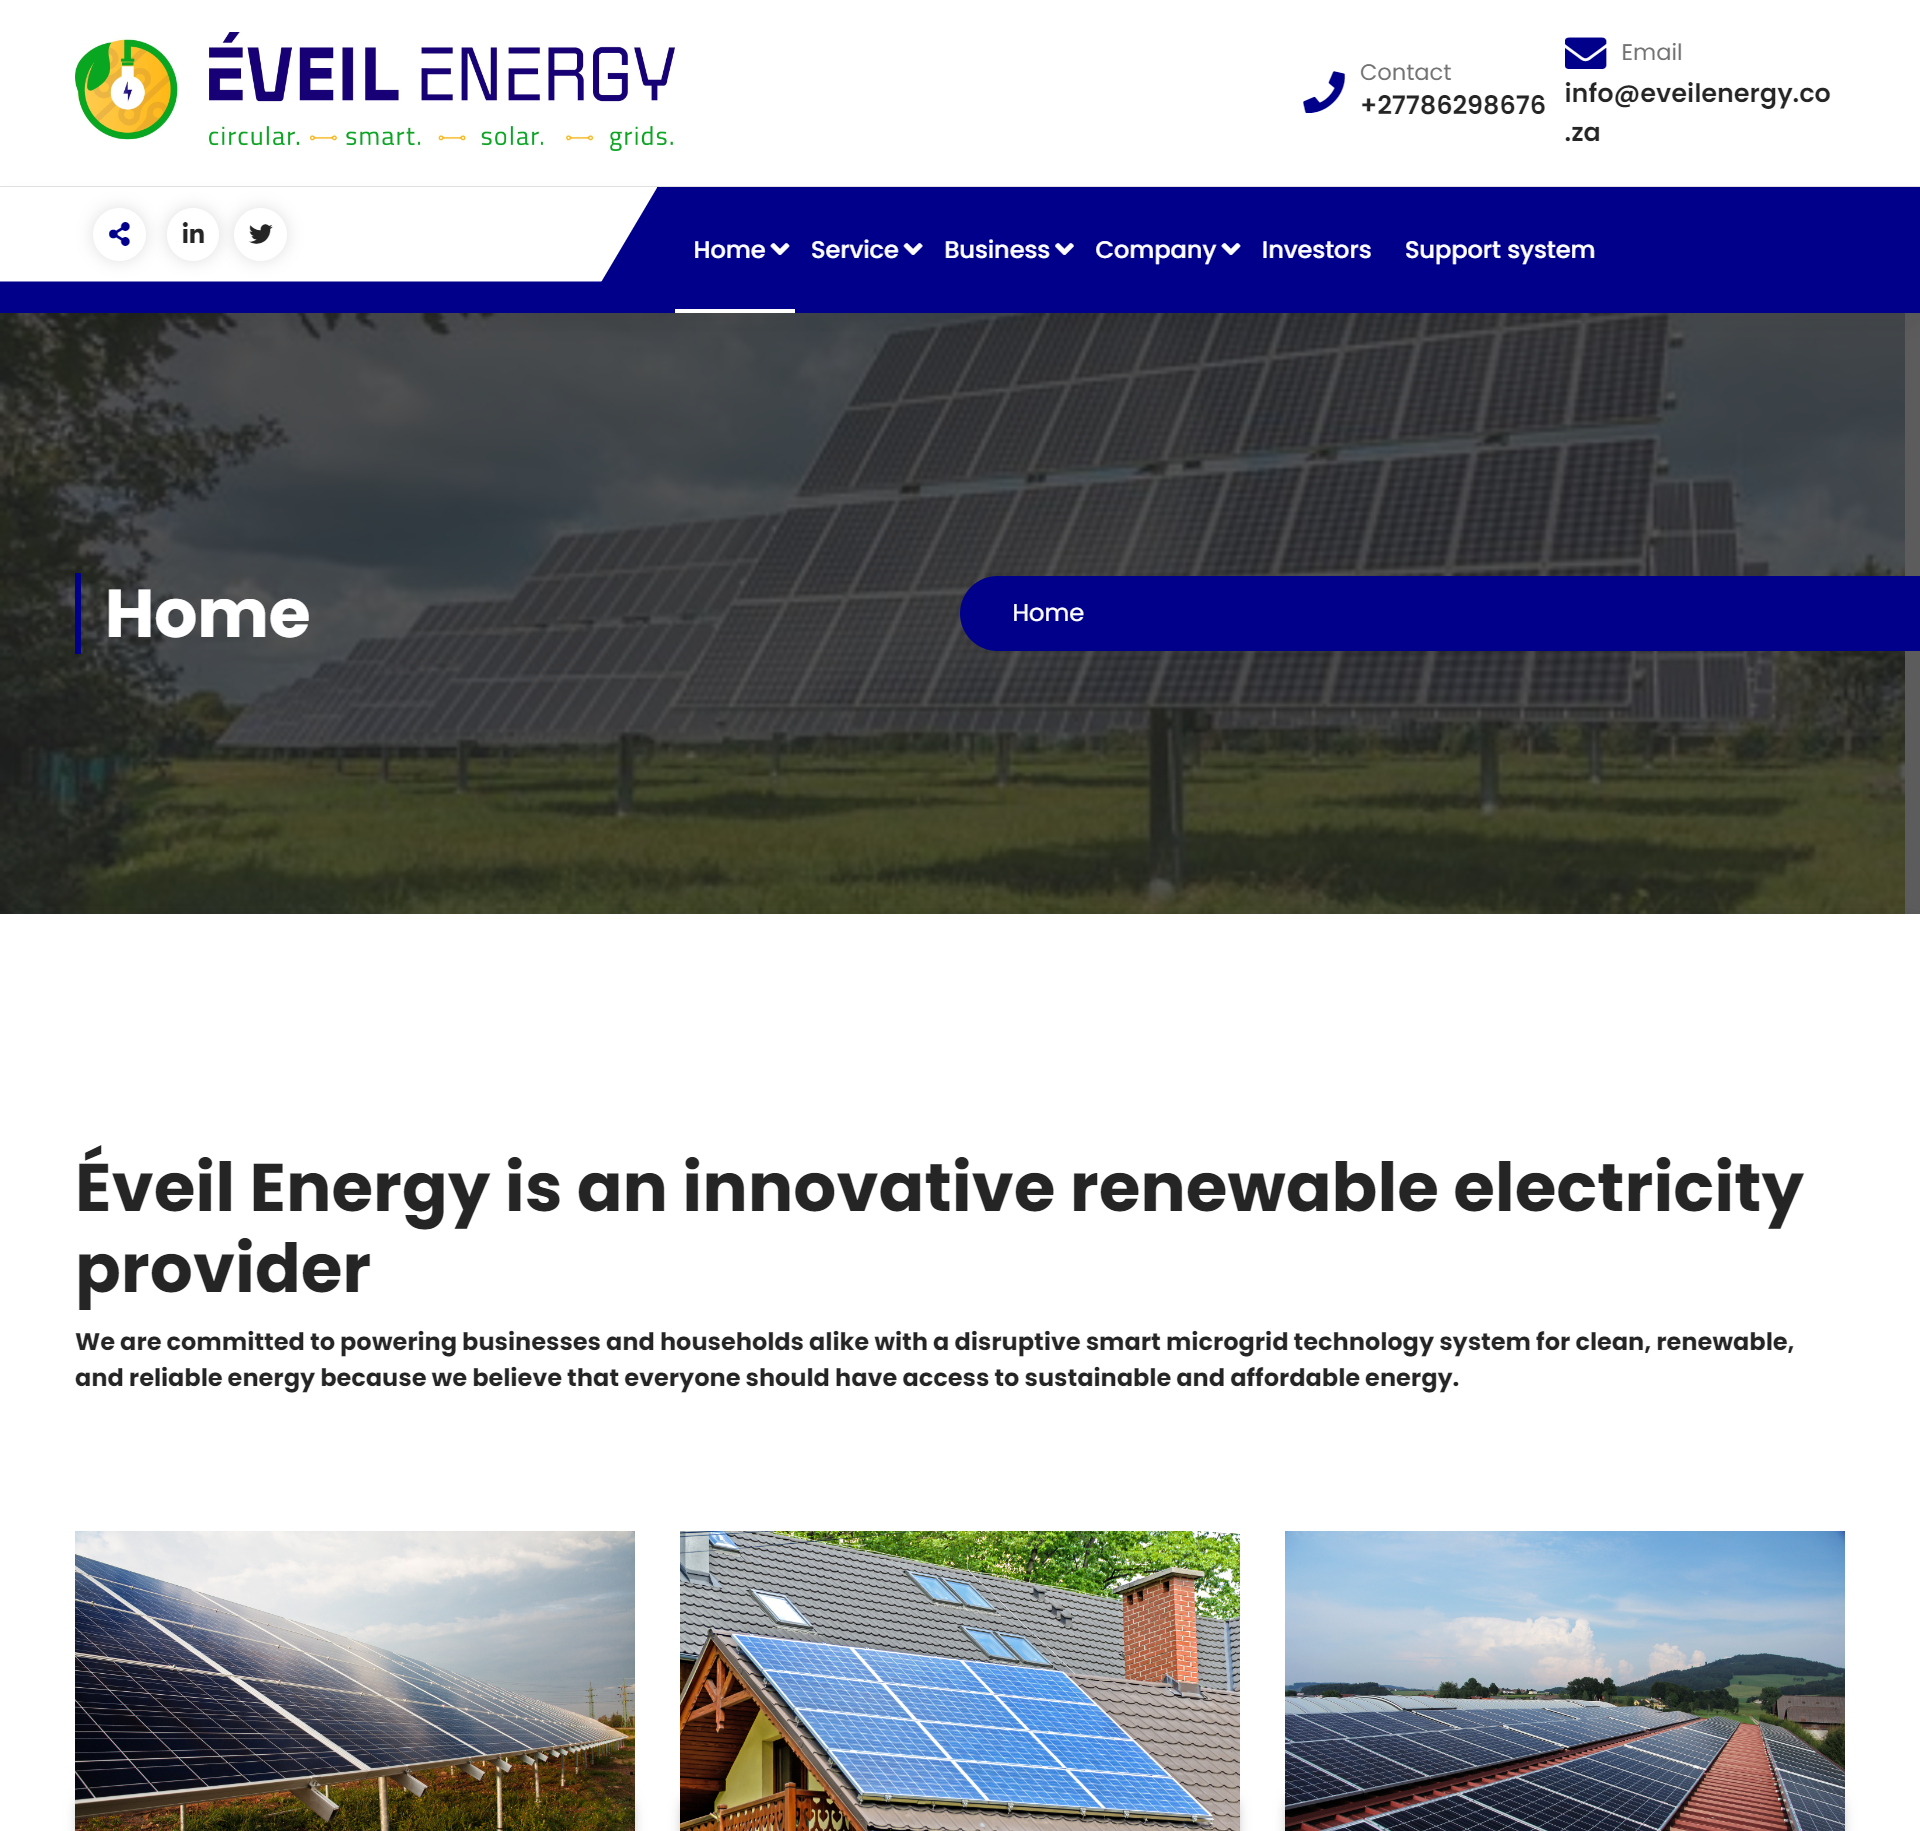 ÉVEIL ENERGY
circular. smart. solar. grids.
Contact
+27786298676
Email
info@eveilenergy.co
.za
Home Service Business Company Investors Support system
Home
Home
Éveil Energy is an innovative renewable electricity
provider
We are committed to powering businesses and households alike with a disruptive smart microgrid technology system for clean, renewable,
and reliable energy because we believe that everyone should have access to sustainable and affordable energy.